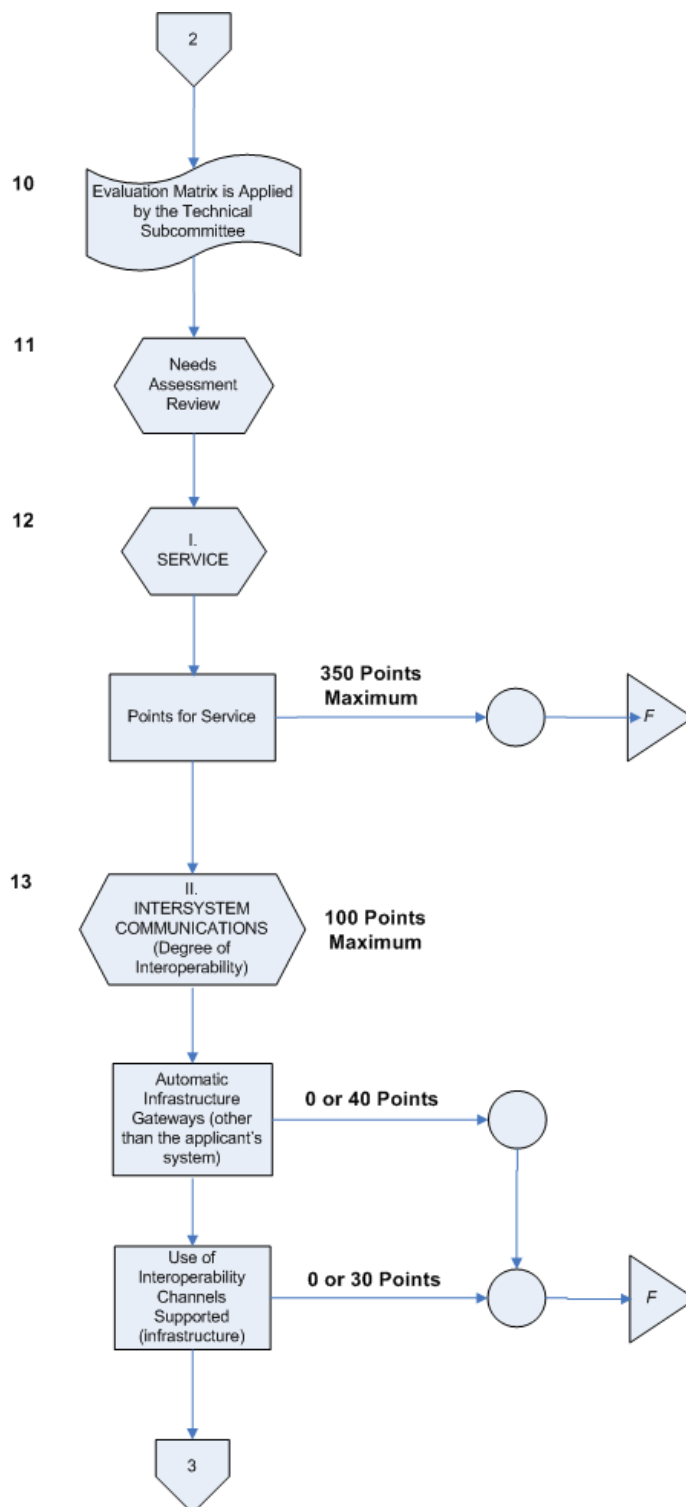 2
10
Evaluation Matrix is Applied
by the Technical
Subcommittee
11
Needs
Assessment
Review
12
I.
SERVICE
350 Points
Maximum
Points for Service
F
13
II.
INTERSYSTEM
COMMUNICATIONS
(Degree of
Interoperability)
100 Points
Maximum
Automatic
Infrastructure
Gateways (other
than the applicant's
system)
0 or 40 Points
Use of
Interoperability
Channels
Supported
(infrastructure)
0 or 30 Points
F
3